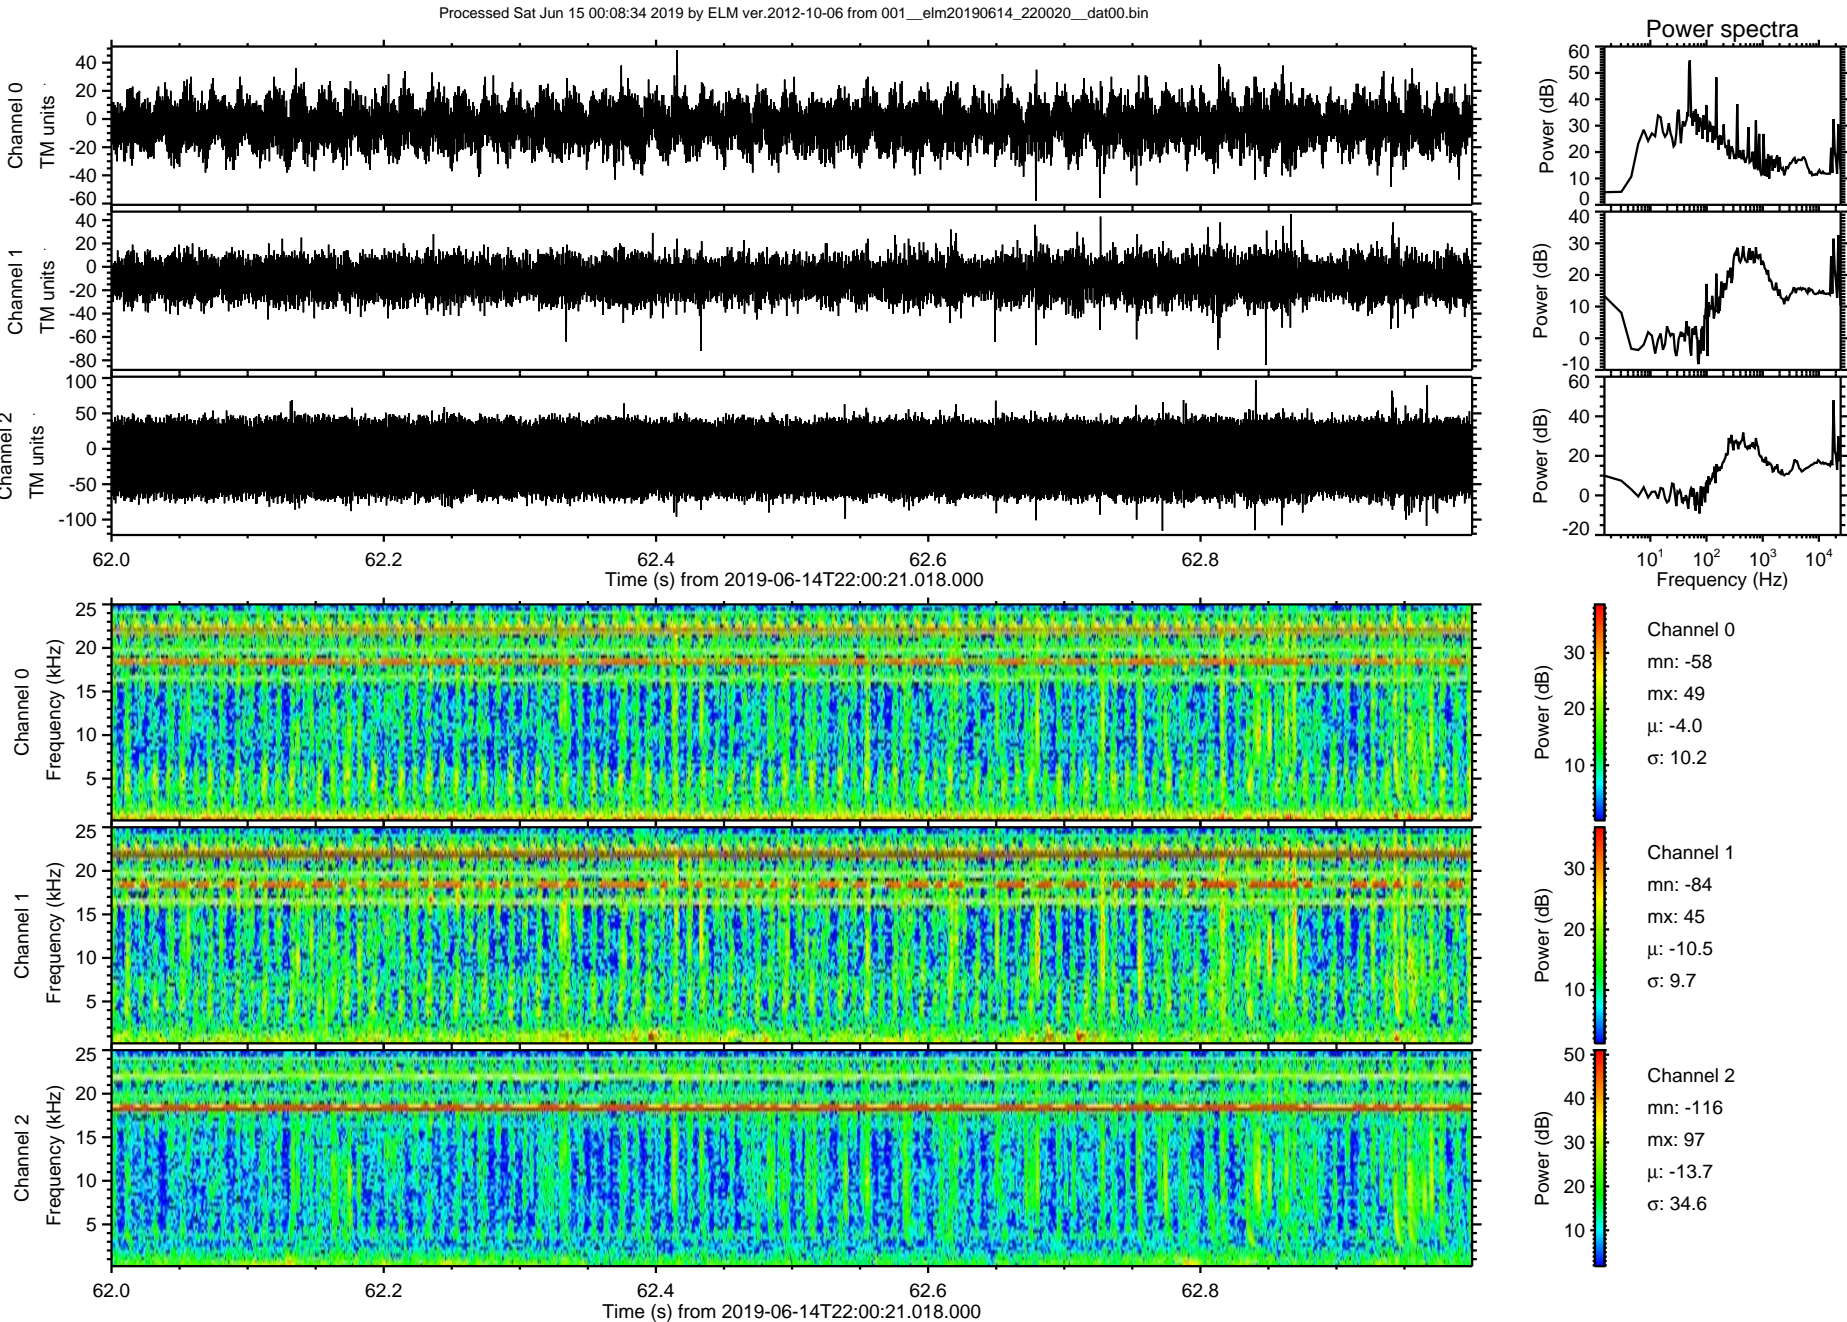 Processed Sat Jun 15 00:08:34 2019 by ELM ver.2012-10-06 from 001__elm20190614_220020__dat00.bin
Power spectra
Channel 0
TM units
40
20
0
-20
-40
-60
Power (dB)
60
50
40
30
20
10
0
Channel 1
TM units
40
20
0
-20
-40
-60
-80
Power (dB)
40
30
20
10
0
-10
Channel 2
TM units
100
50
0
-50
-100
Power (dB)
60
40
20
0
-20
62.0 62.2 62.4 62.6 62.8
Time (s) from 2019-06-14T22:00:21.018.000
10¹ 10² 10³ 10⁴
Frequency (Hz)
Channel 0
Frequency (kHz)
25
20
15
10
5
Power (dB)
30
20
10
Channel 0
mn: -58
mx: 49
μ: -4.0
σ: 10.2
Channel 1
Frequency (kHz)
25
20
15
10
5
Power (dB)
30
20
10
Channel 1
mn: -84
mx: 45
μ: -10.5
σ: 9.7
Channel 2
Frequency (kHz)
25
20
15
10
5
Power (dB)
50
40
30
20
10
Channel 2
mn: -116
mx: 97
μ: -13.7
σ: 34.6
62.0 62.2 62.4 62.6 62.8
Time (s) from 2019-06-14T22:00:21.018.000